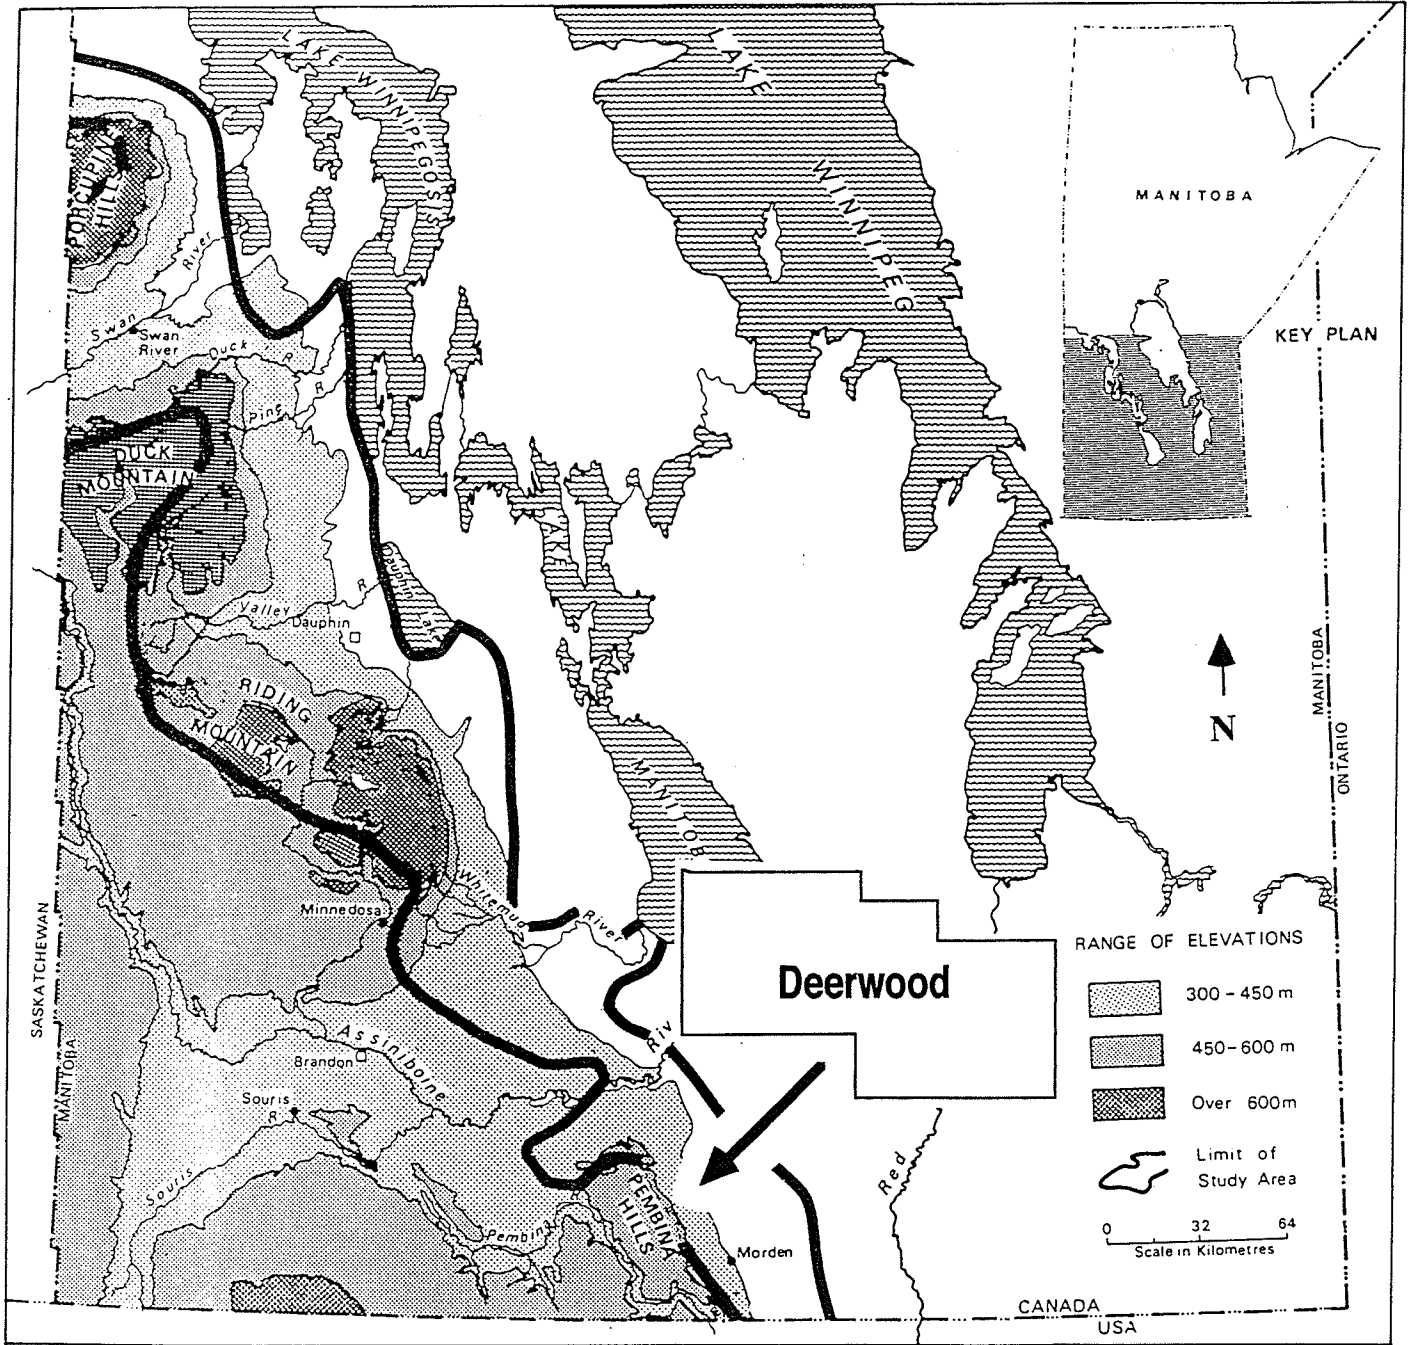 LAKE WINNIPEGOSIS
LAKE
WINNIPEG
MANITOBA
KEY PLAN
PORCUPINE
HILLS
Swan River
Swan
River
Duck R
Pine R
DUCK
MOUNTAIN
LAKE
MANITOB
Dauphin Lake
Valley R
Dauphin
RIDING
MOUNTAIN
N
MANITOBA
ONTARIO
Minnedosa
Whitemud River
SASKATCHEWAN
MANITOBA
Deerwood
RANGE OF ELEVATIONS
300 - 450 m
450 - 600 m
Over 600m
Limit of
Study Area
0 32 64
Scale in Kilometres
Assiniboine
Riv
Brandon
Souris
R
Souris
Pembina
R
PEMBINA
HILLS
Morden
Red
CANADA
USA